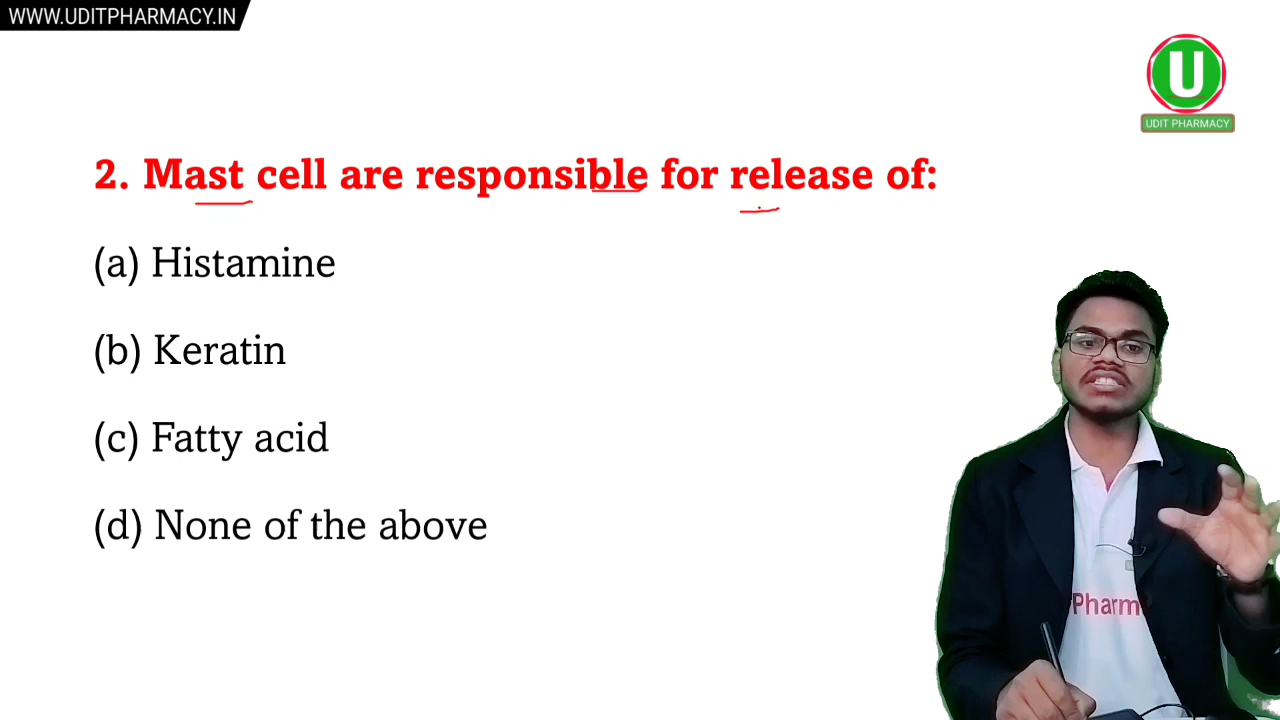 WWW.UDITPHARMACY.IN
U
UDIT PHARMACY
2. Mast cell are responsible for release of:
(a) Histamine
(b) Keratin
(c) Fatty acid
(d) None of the above
Pharm